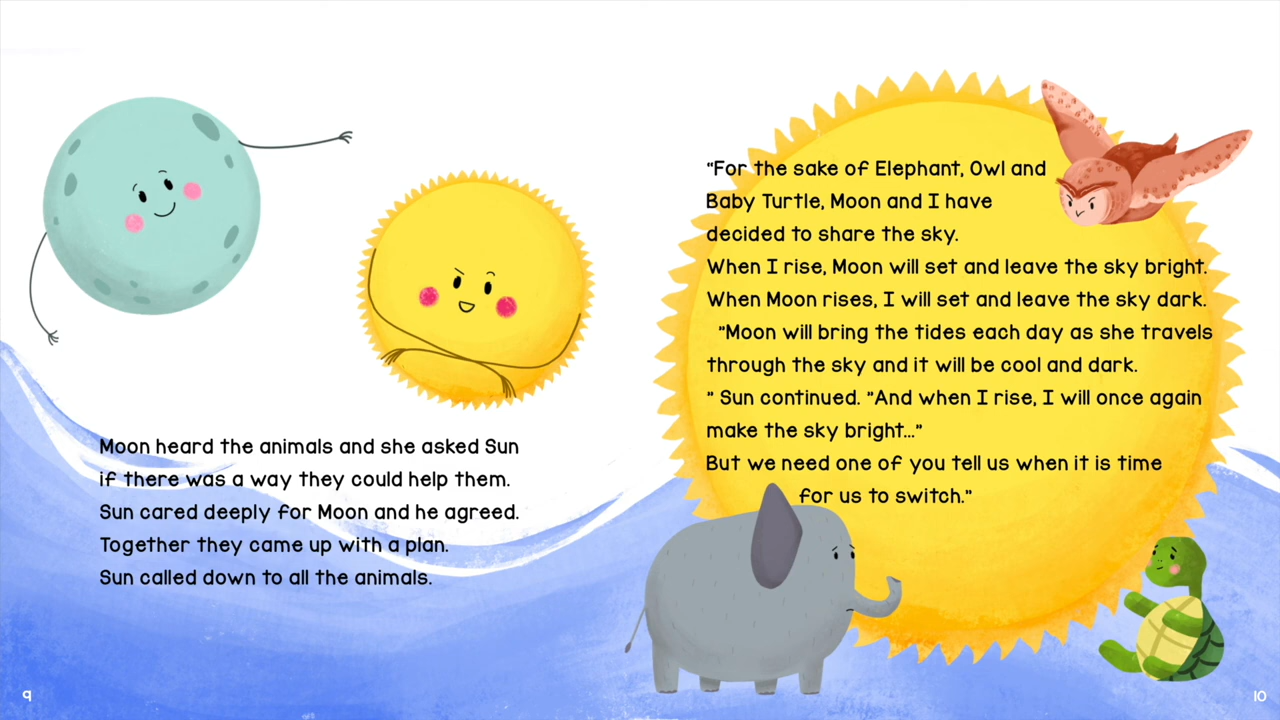 Moon heard the animals and she asked Sun
if there was a way they could help them.
Sun cared deeply for Moon and he agreed.
Together they came up with a plan.
Sun called down to all the animals.
9
“For the sake of Elephant, Owl and
Baby Turtle, Moon and I have
decided to share the sky.
When I rise, Moon will set and leave the sky bright.
When Moon rises, I will set and leave the sky dark.
”Moon will bring the tides each day as she travels
through the sky and it will be cool and dark.
” Sun continued. ”And when I rise, I will once again
make the sky bright...”
But we need one of you tell us when it is time
for us to switch.”
10